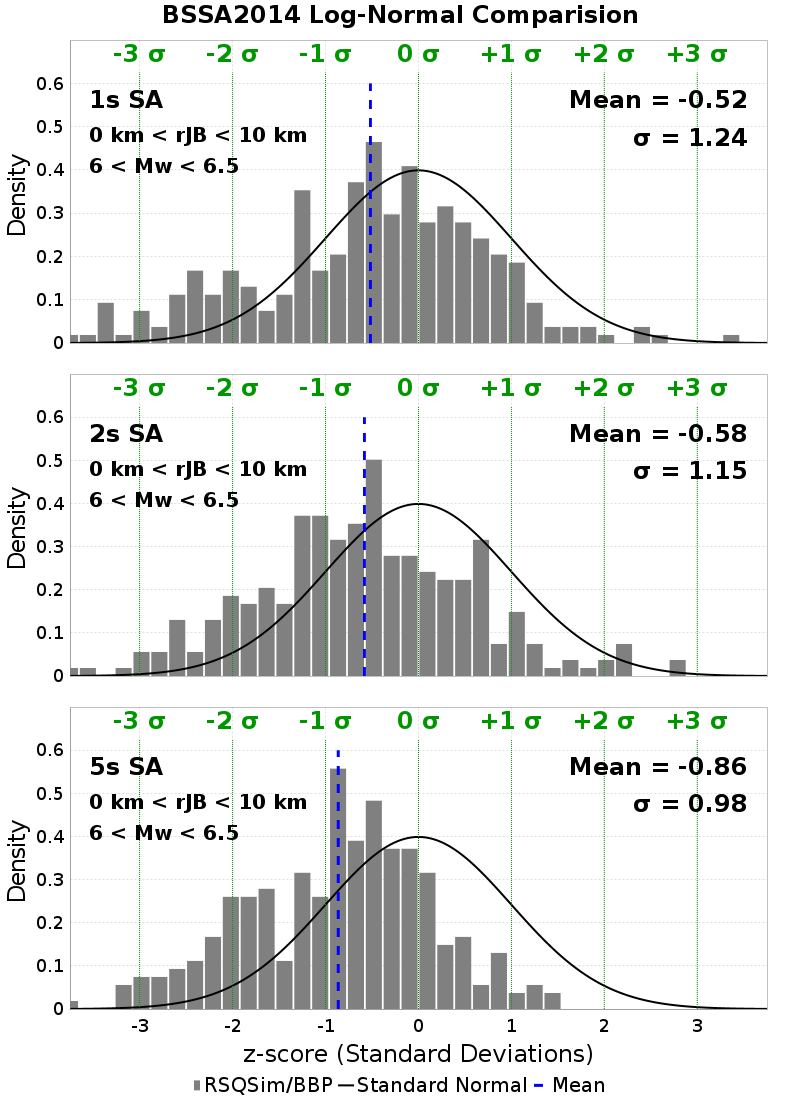 BSSA2014 Log-Normal Comparision
-3 σ -2 σ -1 σ 0 σ +1 σ +2 σ +3 σ
1s SA
Mean = -0.52
0 km < rJB < 10 km
σ = 1.24
6 < Mw < 6.5
Density
0.6
0.5
0.4
0.3
0.2
0.1
0
-3 σ -2 σ -1 σ 0 σ +1 σ +2 σ +3 σ
2s SA
Mean = -0.58
0 km < rJB < 10 km
σ = 1.15
6 < Mw < 6.5
Density
0.6
0.5
0.4
0.3
0.2
0.1
0
-3 σ -2 σ -1 σ 0 σ +1 σ +2 σ +3 σ
5s SA
Mean = -0.86
0 km < rJB < 10 km
σ = 0.98
6 < Mw < 6.5
Density
0.6
0.5
0.4
0.3
0.2
0.1
0
-3 -2 -1 0 1 2 3
z-score (Standard Deviations)
RSQSim/BBP Standard Normal Mean